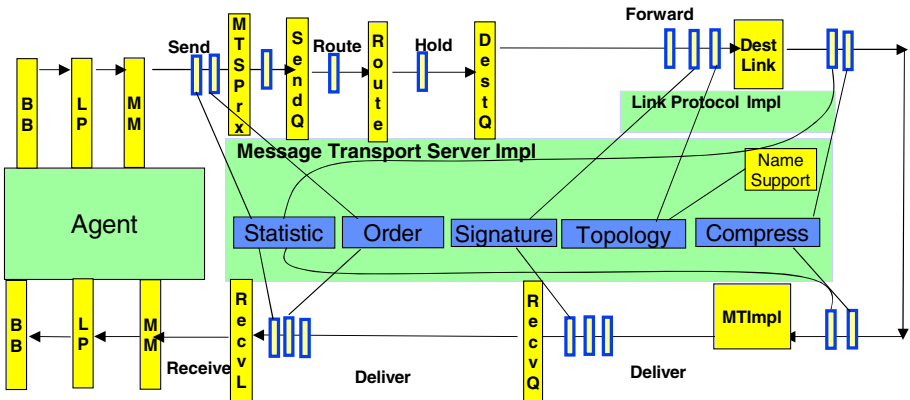 Forward
Send
Route
Hold
BB
LP
MM
MTSPrx
SendQ
Route
DestQ
Dest
Link
Link Protocol Impl
Message Transport Server Impl
Name
Support
Agent
Statistic
Order
Signature
Topology
Compress
BB
LP
MM
RecvL
RecvQ
MTImpl
Receive
Deliver
Deliver